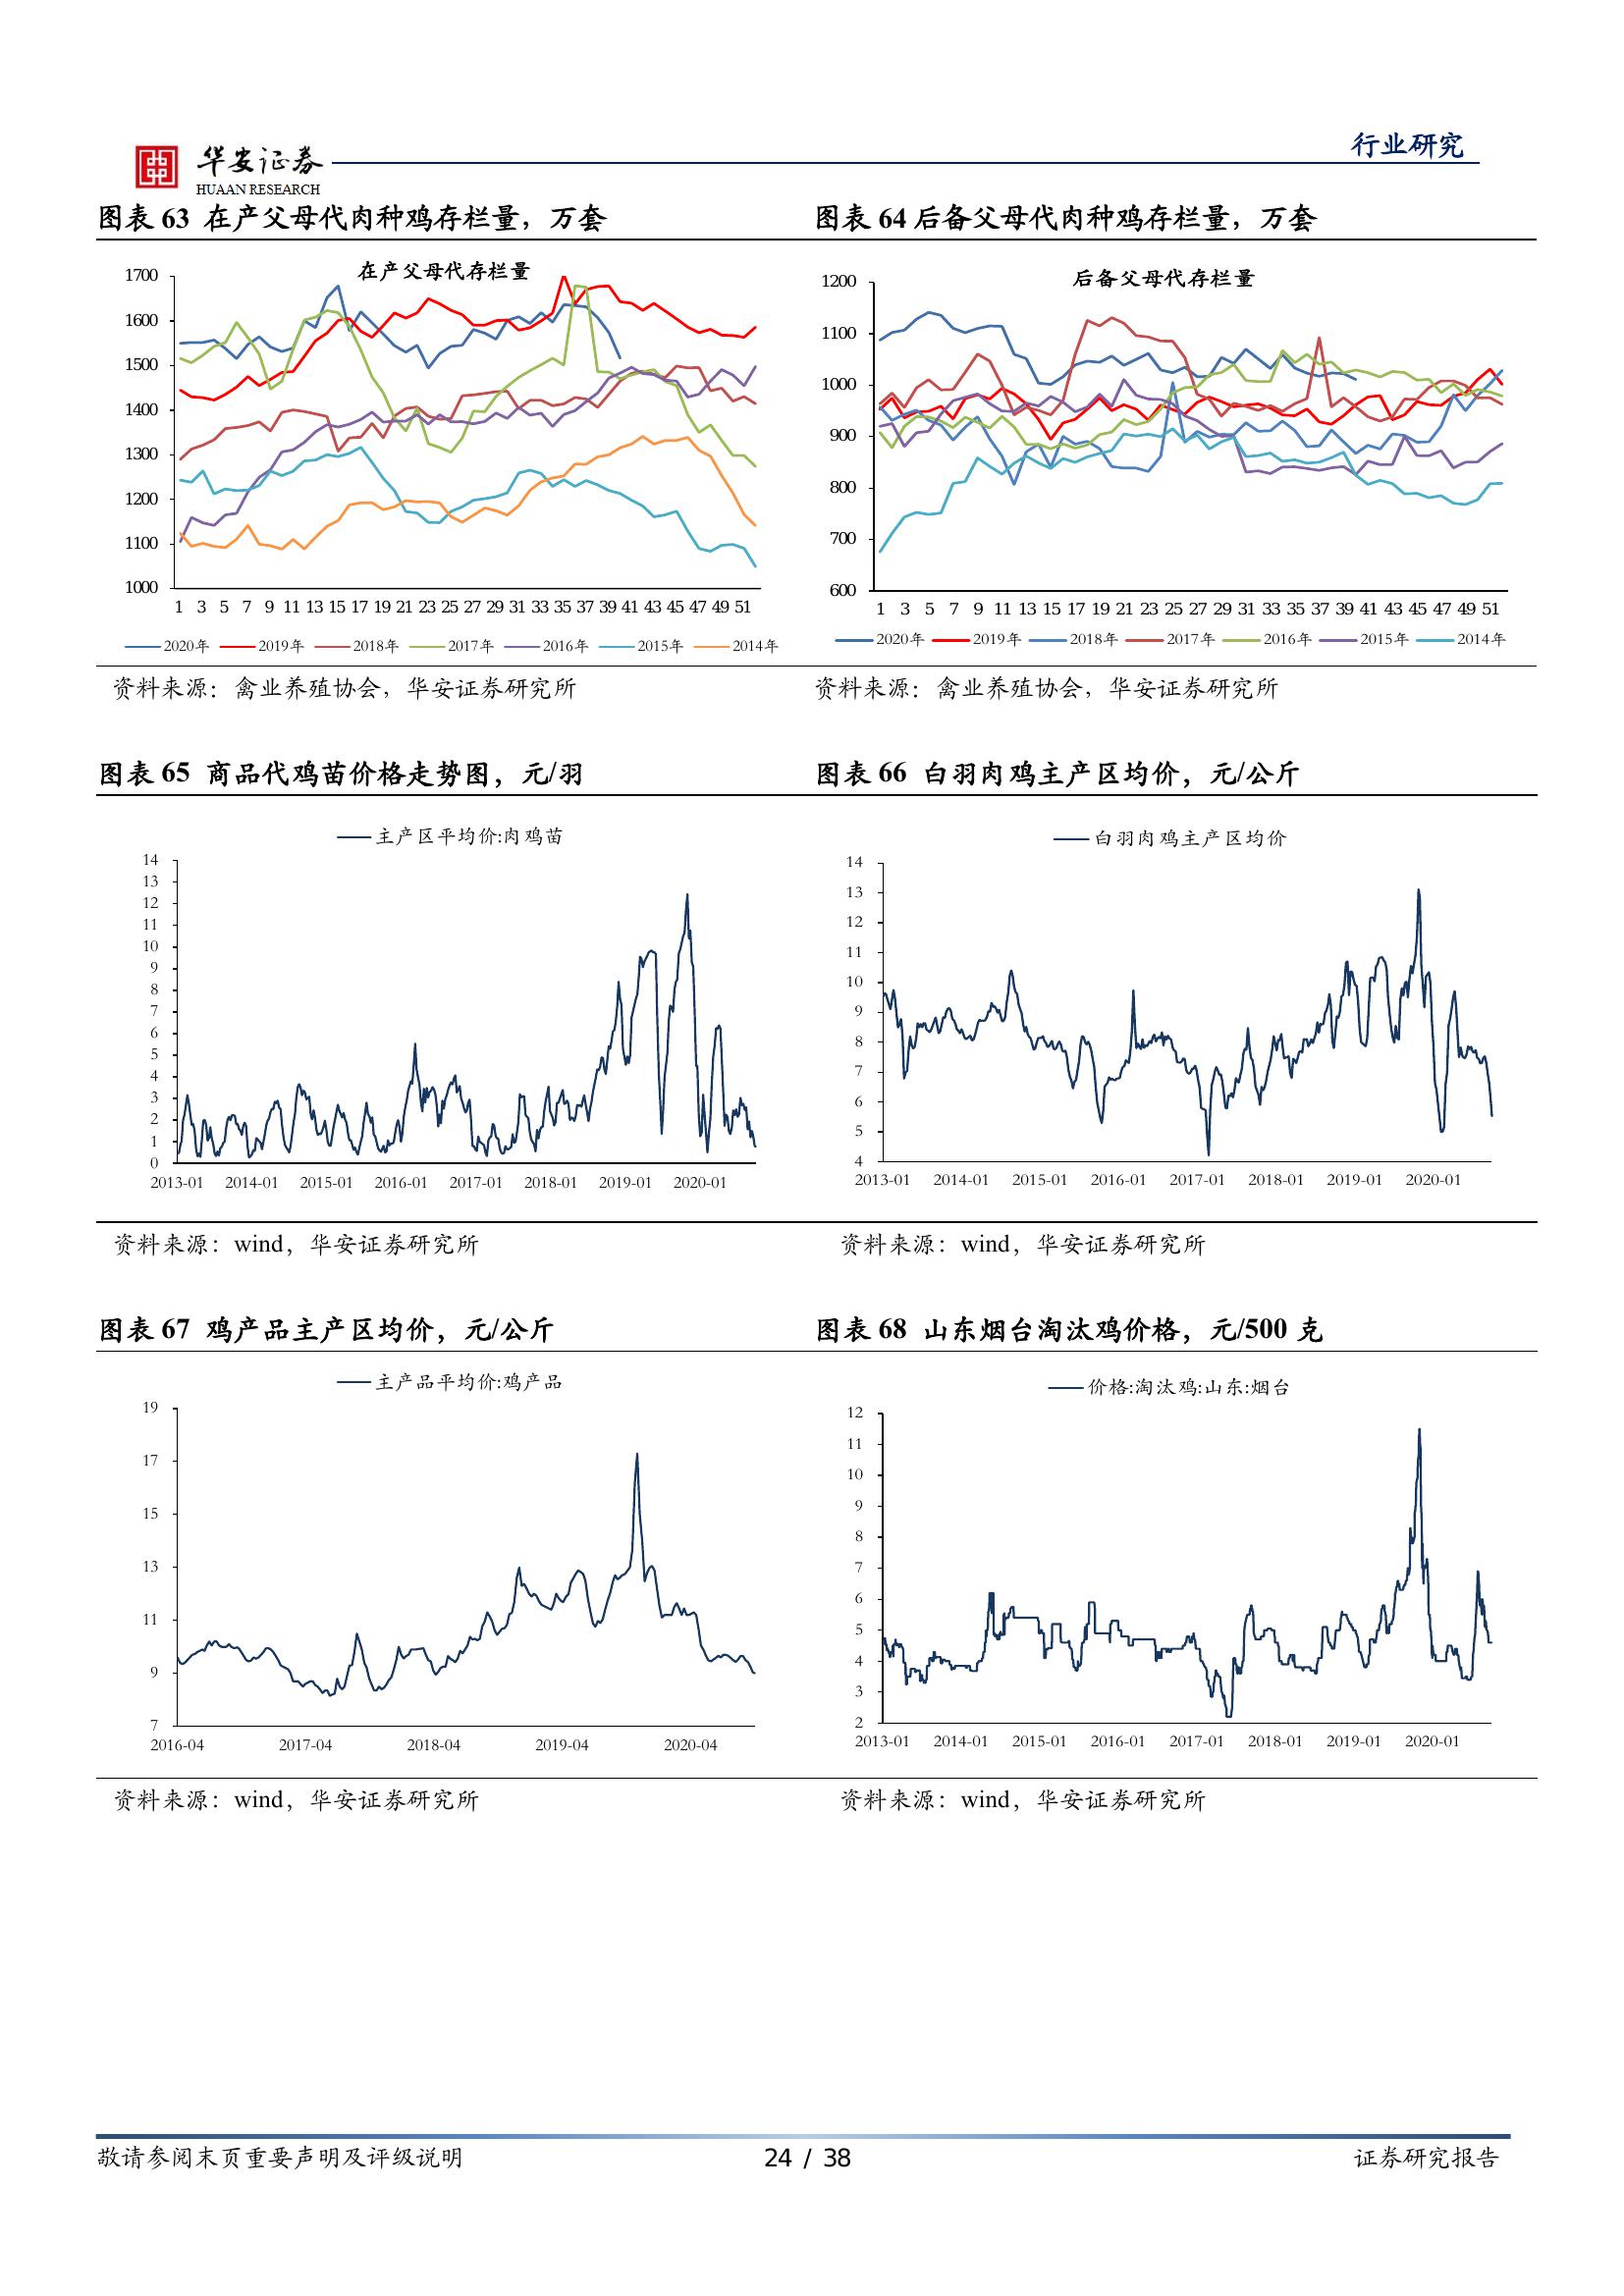 行业研究
华安证券
HUAAN RESEARCH
图表 63 在产父母代肉种鸡存栏量，万套
图表 64 后备父母代肉种鸡存栏量，万套
在产父母代存栏量
1700
1600
1500
1400
1300
1200
1100
1000
1 3 5 7 9 11 13 15 17 19 21 23 25 27 29 31 33 35 37 39 41 43 45 47 49 51
2020年 2019年 2018年 2017年 2016年 2015年 2014年
后备父母代存栏量
1200
1100
1000
900
800
700
600
1 3 5 7 9 11 13 15 17 19 21 23 25 27 29 31 33 35 37 39 41 43 45 47 49 51
2020年 2019年 2018年 2017年 2016年 2015年 2014年
资料来源：禽业养殖协会，华安证券研究所
资料来源：禽业养殖协会，华安证券研究所
图表 65 商品代鸡苗价格走势图，元/羽
图表 66 白羽肉鸡主产区均价，元/公斤
主产区平均价:肉鸡苗
14
13
12
11
10
9
8
7
6
5
4
3
2
1
0
2013-01 2014-01 2015-01 2016-01 2017-01 2018-01 2019-01 2020-01
白羽肉鸡主产区均价
14
13
12
11
10
9
8
7
6
5
4
2013-01 2014-01 2015-01 2016-01 2017-01 2018-01 2019-01 2020-01
资料来源：wind，华安证券研究所
资料来源：wind，华安证券研究所
图表 67 鸡产品主产区均价，元/公斤
图表 68 山东烟台淘汰鸡价格，元/500 克
主产品平均价:鸡产品
19
17
15
13
11
9
7
2016-04 2017-04 2018-04 2019-04 2020-04
价格:淘汰鸡:山东:烟台
12
11
10
9
8
7
6
5
4
3
2
2013-01 2014-01 2015-01 2016-01 2017-01 2018-01 2019-01 2020-01
资料来源：wind，华安证券研究所
资料来源：wind，华安证券研究所
敬请参阅末页重要声明及评级说明
24 / 38
证券研究报告